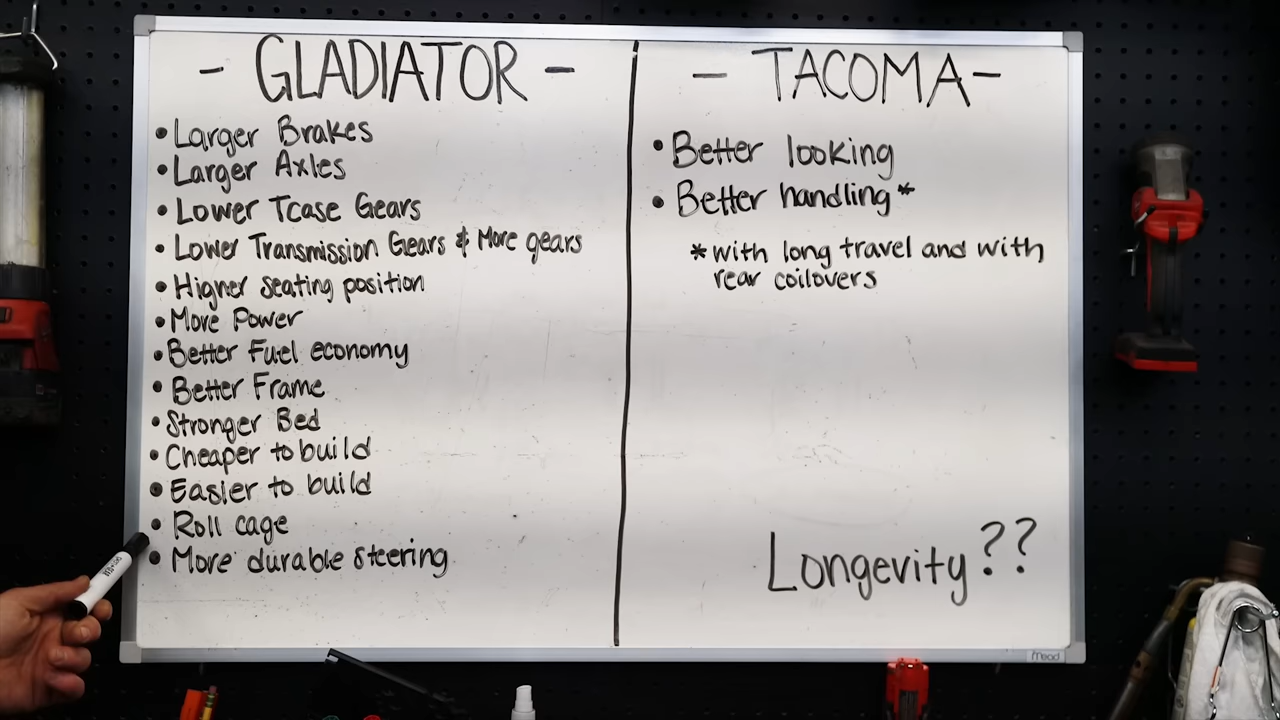 - GLADIATOR -
• Larger Brakes
• Larger Axles
• Lower Tcase Gears
• Lower Transmission Gears & More gears
• Higher seating position
• More Power
• Better Fuel economy
• Better Frame
• Stronger Bed
• Cheaper to build
• Easier to build
• Roll cage
• More durable steering
- TACOMA -
• Better looking
• Better handling*
* with long travel and with
rear coilovers
Longevity??
mead